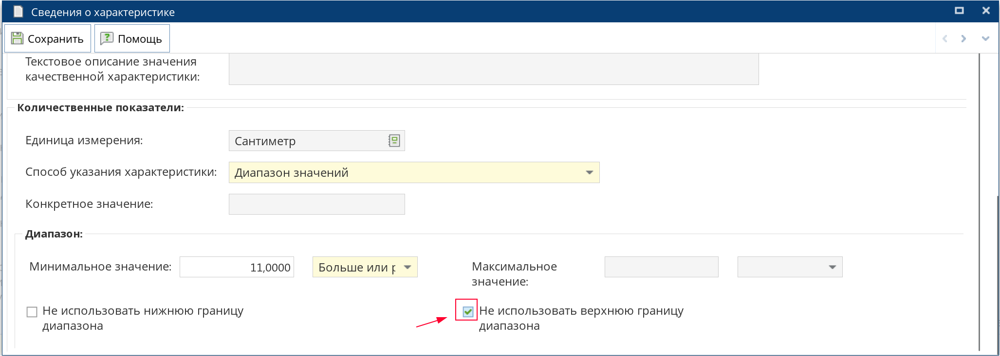 Сведения о характеристике
Сохранить
Помощь
Текстовое описание значения
качественной характеристики:
Количественные показатели:
Единица измерения:
Сантиметр
Способ указания характеристики:
Диапазон значений
Конкретное значение:
Диапазон:
Минимальное значение:
11,0000
Больше или р
Максимальное
значение:
Не использовать нижнюю границу
диапазона
Не использовать верхнюю границу
диапазона